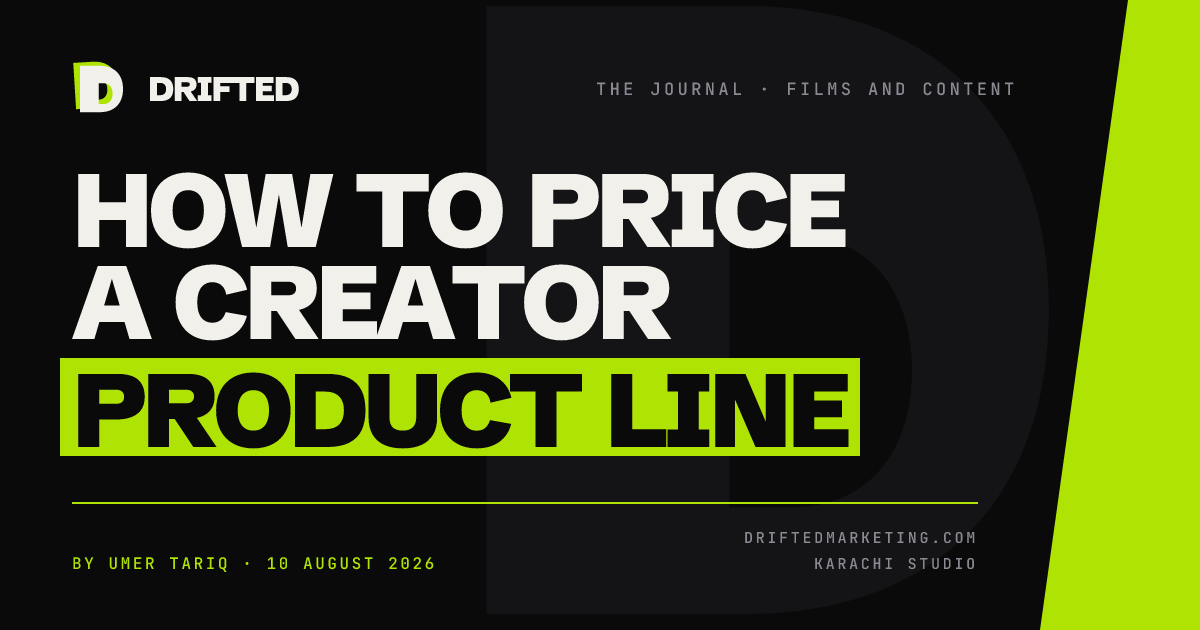 DRIFTED
THE JOURNAL · FILMS AND CONTENT
HOW TO PRICE
A CREATOR
PRODUCT LINE
DRIFTEDMARKETING.COM
BY UMER TARIQ · 10 AUGUST 2026
KARACHI STUDIO